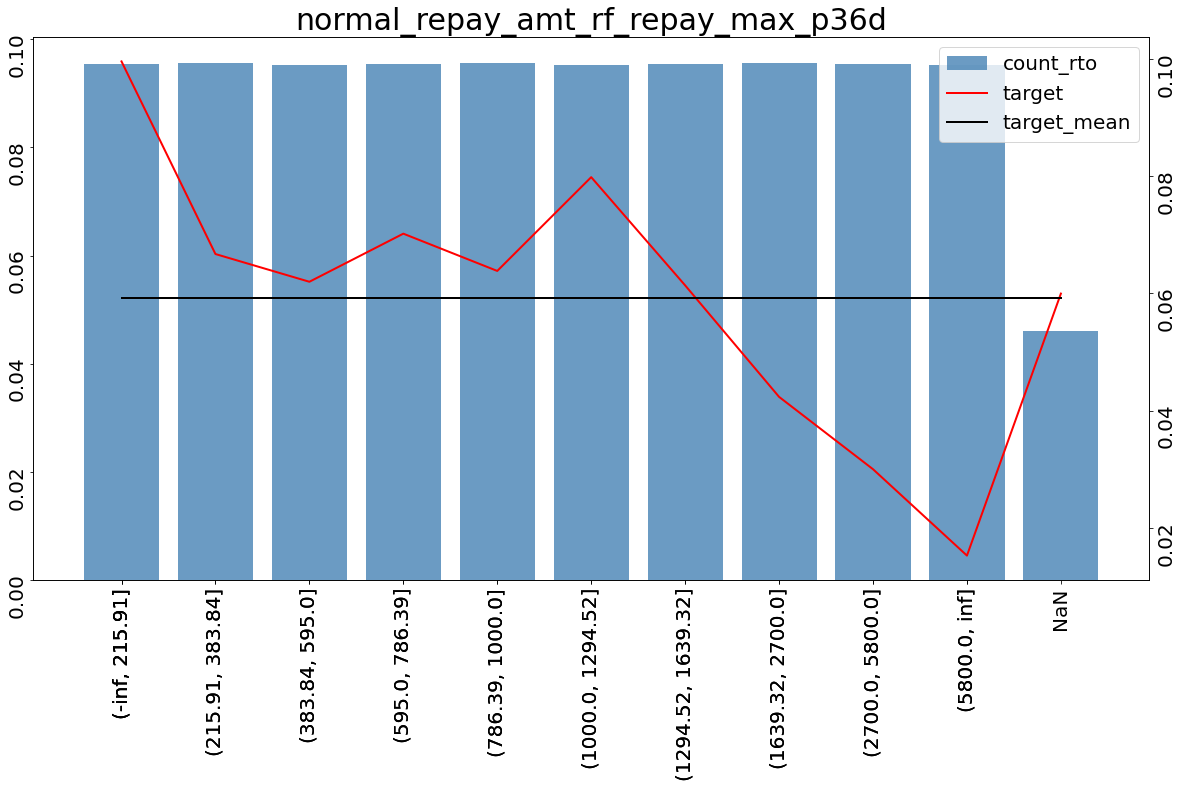 normal_repay_amt_rf_repay_max_p36d
count_rto
target
target_mean
0.10
0.08
0.06
0.04
0.02
0.00
0.10
0.08
0.06
0.04
0.02
(-inf, 215.91]
(215.91, 383.84]
(383.84, 595.0]
(595.0, 786.39]
(786.39, 1000.0]
(1000.0, 1294.52]
(1294.52, 1639.32]
(1639.32, 2700.0]
(2700.0, 5800.0]
(5800.0, inf]
NaN